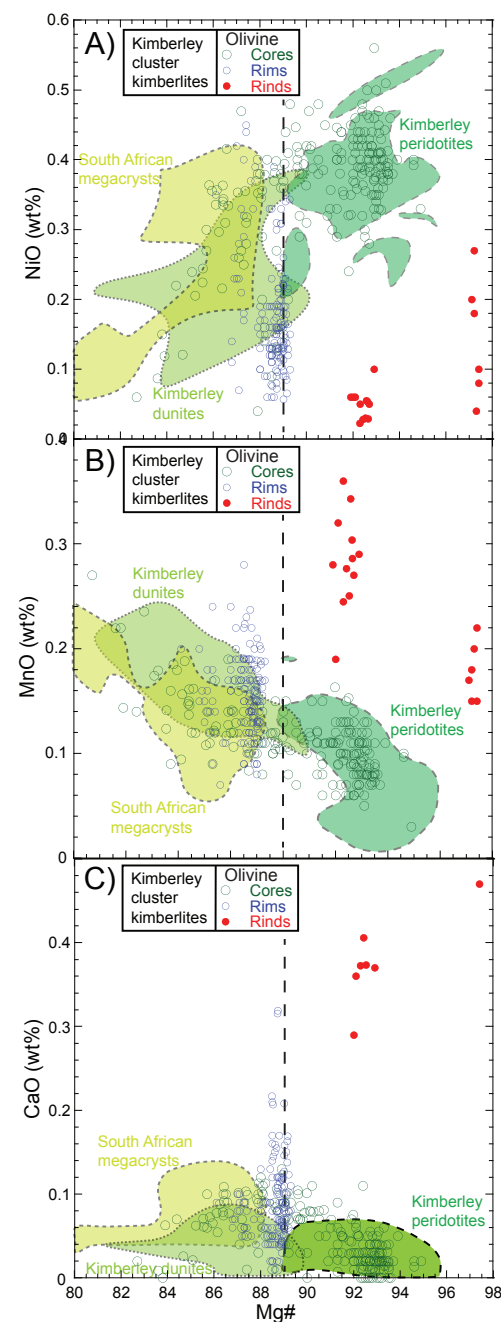 A)
Kimberley
cluster
kimberlites
Olivine
Cores
Rims
Rinds
South African
megacrysts
Kimberley
peridotites
Kimberley
dunites
NiO (wt%)
0.6
0.5
0.4
0.3
0.2
0.1
0
B)
Kimberley
cluster
kimberlites
Olivine
Cores
Rims
Rinds
Kimberley
dunites
Kimberley
peridotites
South African
megacrysts
MnO (wt%)
0.4
0.3
0.2
0.1
0
C)
Kimberley
cluster
kimberlites
Olivine
Cores
Rims
Rinds
South African
megacrysts
Kimberley
peridotites
Kimberley dunites
CaO (wt%)
0.4
0.3
0.2
0.1
0
80 82 84 86 88 89 92 94 96 98
Mg#